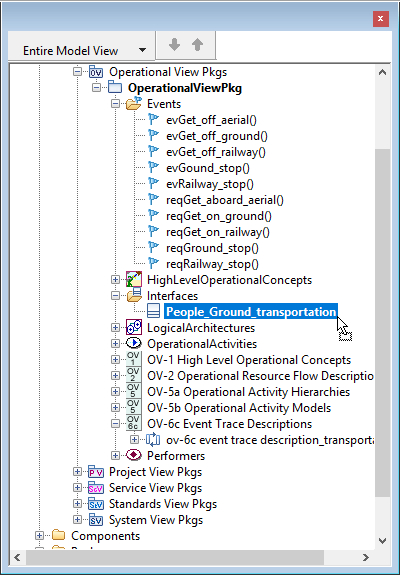 Entire Model View
Operational View Pkgs
OperationalViewPkg
Events
evGet_off_aerial()
evGet_off_ground()
evGet_off_railway()
evGound_stop()
evRailway_stop()
reqGet_aboard_aerial()
reqGet_on_ground()
reqGet_on_railway()
reqGround_stop()
reqRailway_stop()
HighLevelOperationalConcepts
Interfaces
People_Ground_transportation
LogicalArchitectures
OperationalActivities
OV-1 High Level Operational Concepts
OV-2 Operational Resource Flow Description
OV-5a Operational Activity Hierarchies
OV-5b Operational Activity Models
OV-6c Event Trace Descriptions
ov-6c event trace description_transporta
Performers
Project View Pkgs
Service View Pkgs
Standards View Pkgs
System View Pkgs
Components